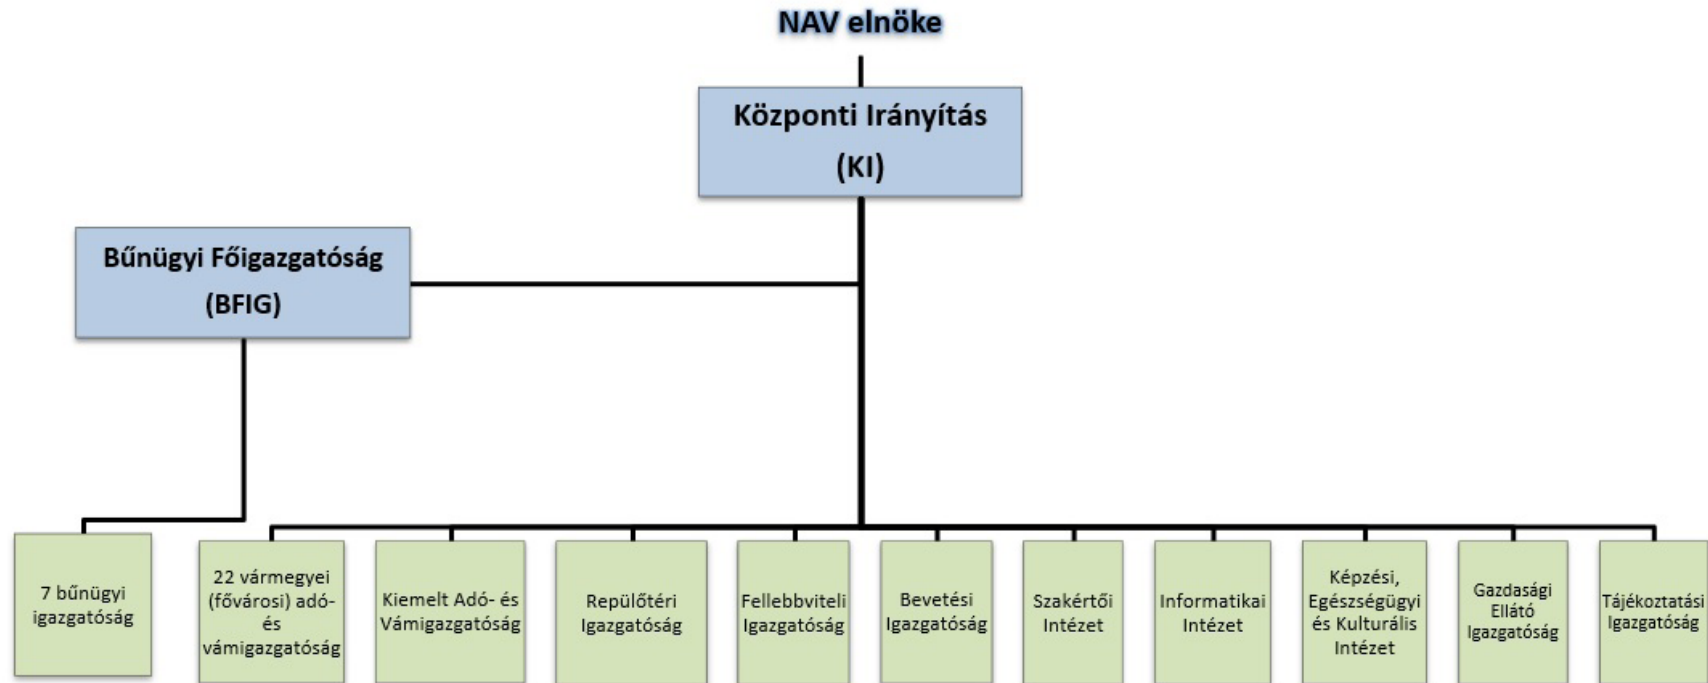 NAV elnöke
Központi Irányítás
(KI)
Bűnügyi Főigazgatóság
(BFIG)
7 bűnügyi
igazgatóság
22 vármegyei
(fővárosi) adó-
és
vámigazgatóság
Kiemelt Adó- és
Vámigazgatóság
Repülőtéri
Igazgatóság
Fellebbviteli
Igazgatóság
Bevetési
Igazgatóság
Szakértői
Intézet
Informatikai
Intézet
Képzési,
Egészségügyi
és Kulturális
Intézet
Gazdasági
Ellátó
Igazgatóság
Tájékoztatási
Igazgatóság